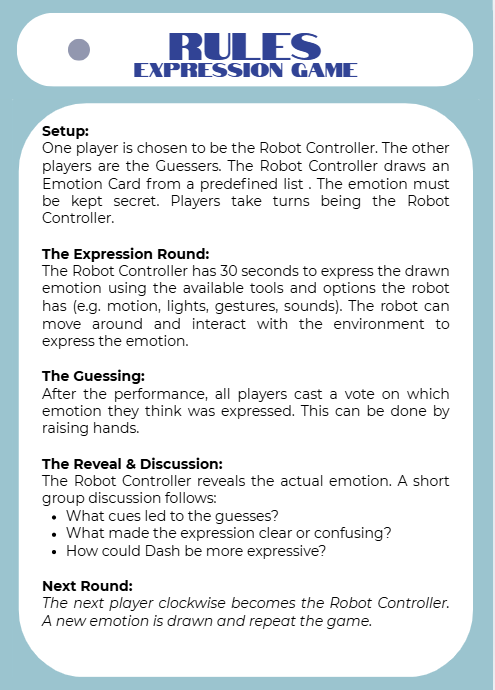 RULES
EXPRESSION GAME
Setup:
One player is chosen to be the Robot Controller. The other
players are the Guessers. The Robot Controller draws an
Emotion Card from a predefined list . The emotion must
be kept secret. Players take turns being the Robot
Controller.
The Expression Round:
The Robot Controller has 30 seconds to express the drawn
emotion using the available tools and options the robot
has (e.g. motion, lights, gestures, sounds). The robot can
move around and interact with the environment to
express the emotion.
The Guessing:
After the performance, all players cast a vote on which
emotion they think was expressed. This can be done by
raising hands.
The Reveal & Discussion:
The Robot Controller reveals the actual emotion. A short
group discussion follows:
• What cues led to the guesses?
• What made the expression clear or confusing?
• How could Dash be more expressive?
Next Round:
The next player clockwise becomes the Robot Controller.
A new emotion is drawn and repeat the game.